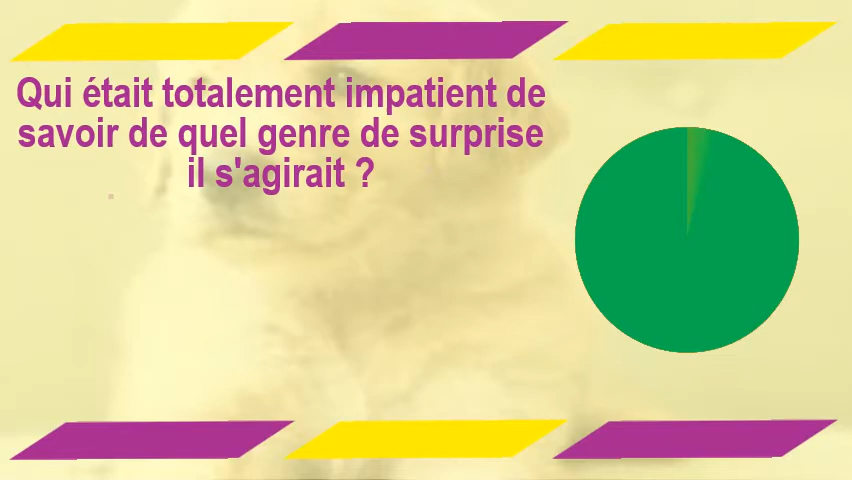 Qui était totalement impatient de
savoir de quel genre de surprise
il s'agirait ?